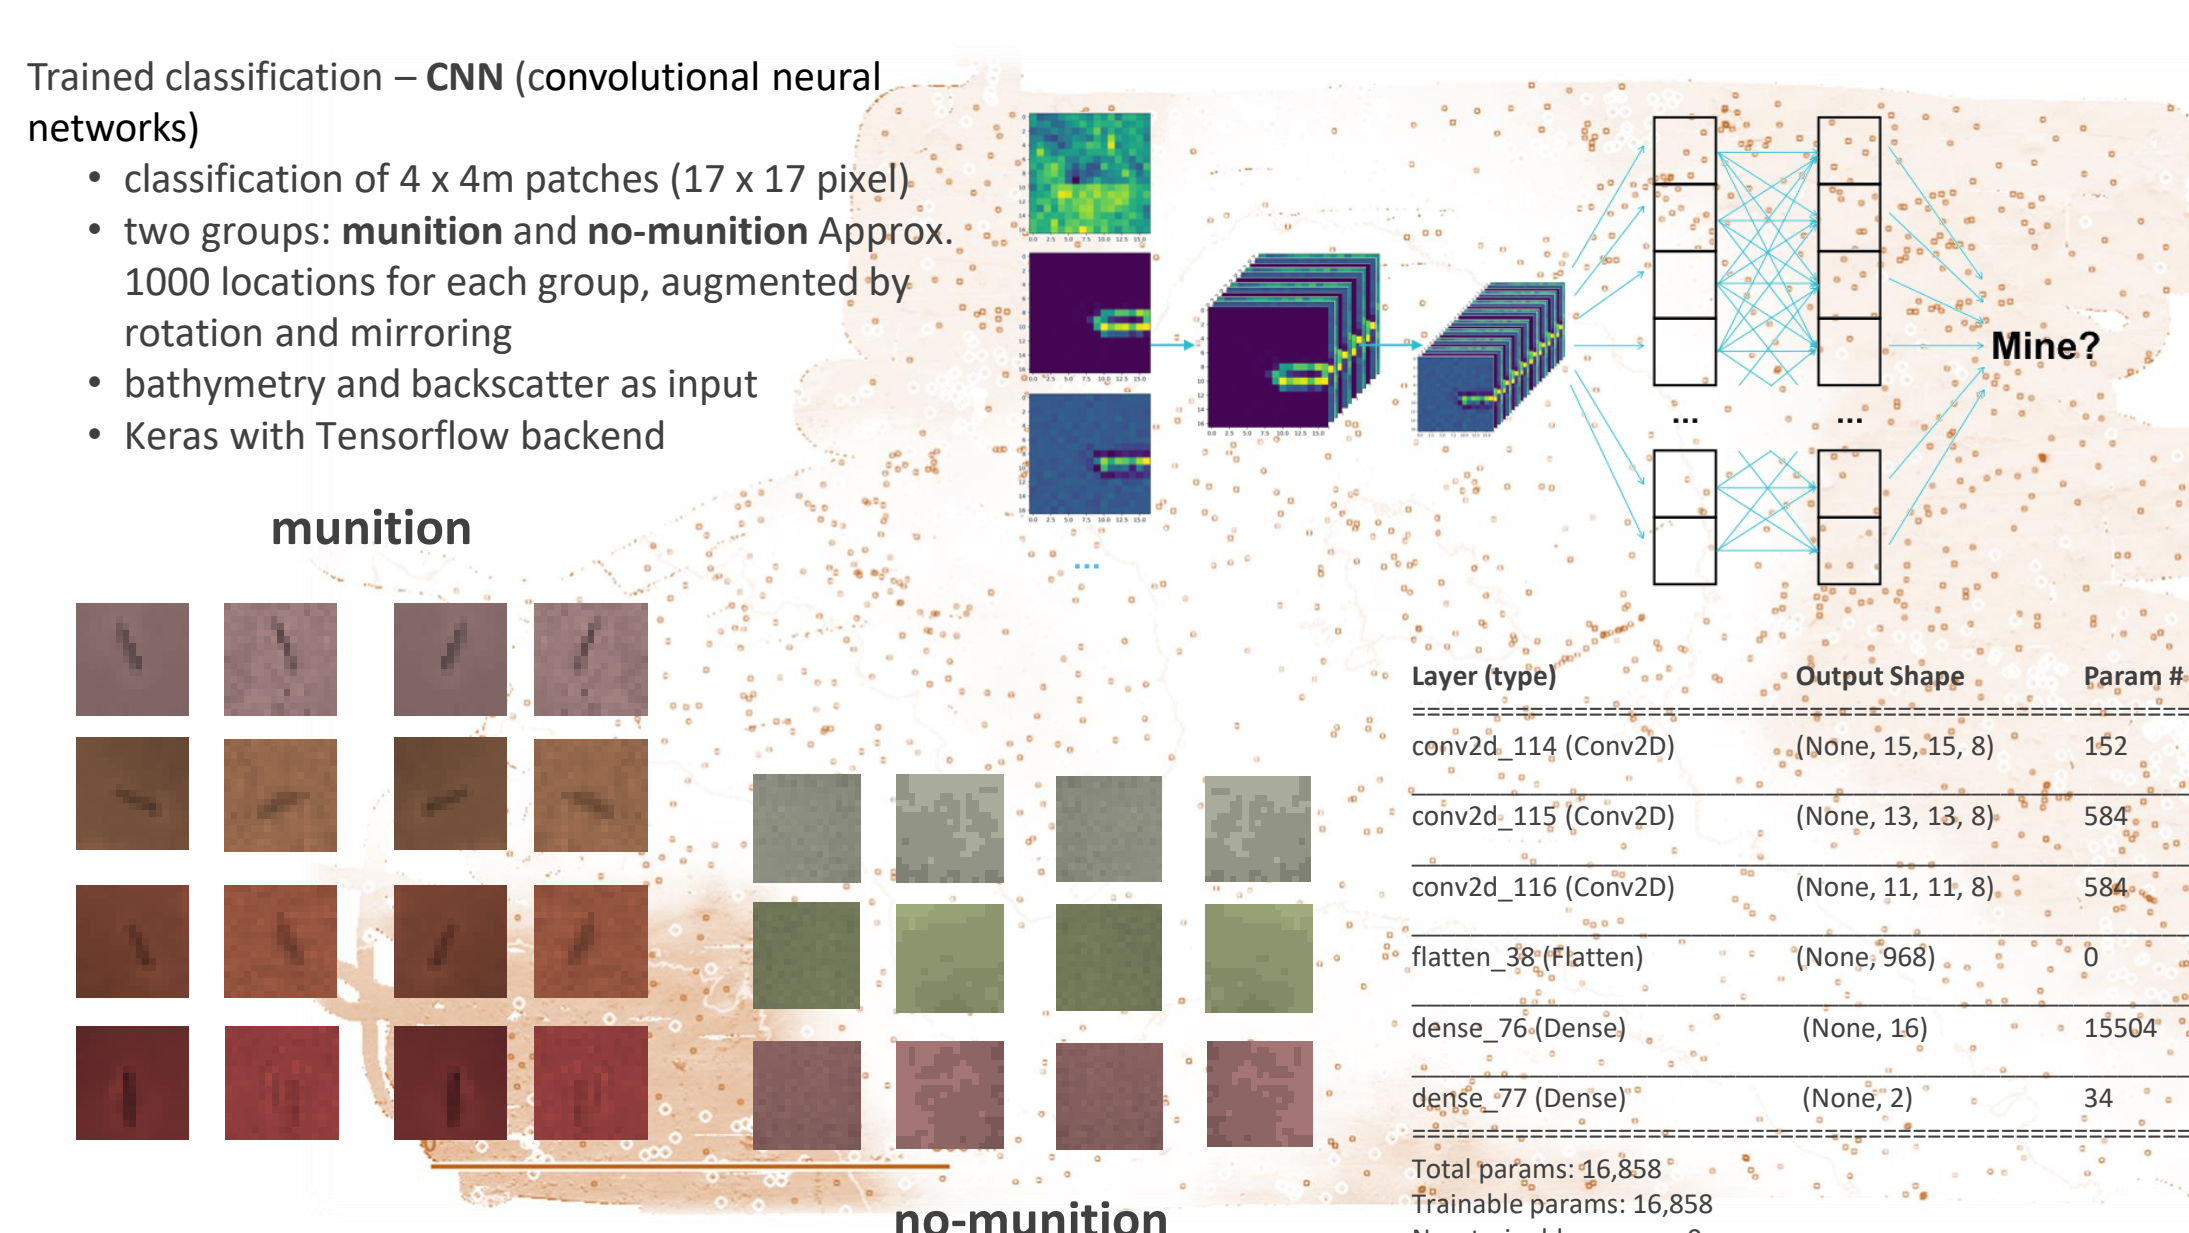 Trained classification – CNN (convolutional neural
networks)
• classification of 4 x 4m patches (17 x 17 pixel)
• two groups: munition and no-munition Approx.
1000 locations for each group, augmented by
rotation and mirroring
• bathymetry and backscatter as input
• Keras with Tensorflow backend
munition
...
... ...
Mine?
Layer (type) Output Shape Param #
=================================================
conv2d_114 (Conv2D) (None, 15, 15, 8) 152
conv2d_115 (Conv2D) (None, 13, 13, 8) 584
conv2d_116 (Conv2D) (None, 11, 11, 8) 584
flatten_38 (Flatten) (None, 968) 0
dense_76 (Dense) (None, 16) 15504
dense_77 (Dense) (None, 2) 34
=================================================
Total params: 16,858
Trainable params: 16,858
no-munition